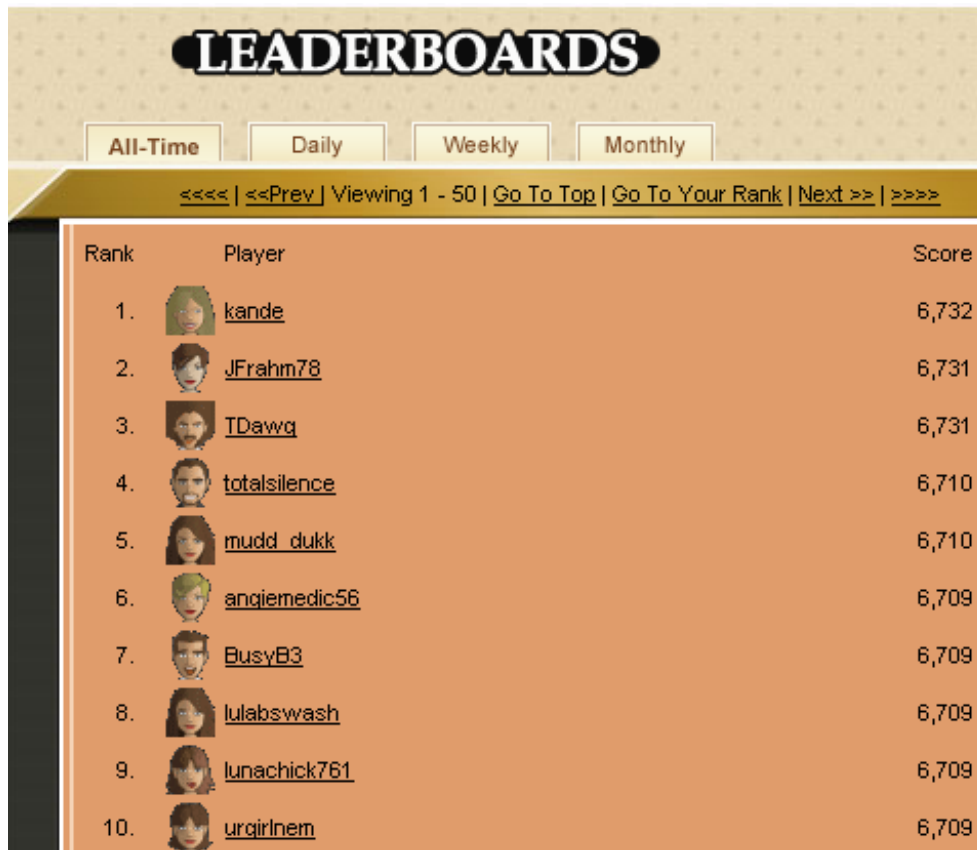 LEADERBOARDS
All-Time Daily Weekly Monthly
<<<< | <<Prev | Viewing 1 - 50 | Go To Top | Go To Your Rank | Next >> | >>>>
Rank Player Score
1. kande 6,732
2. JFrahm78 6,731
3. TDawg 6,731
4. totalsilence 6,710
5. mudd_dukk 6,710
6. angiemedic56 6,709
7. BusyB3 6,709
8. lulabswash 6,709
9. lunachick761 6,709
10. urgirlnem 6,709